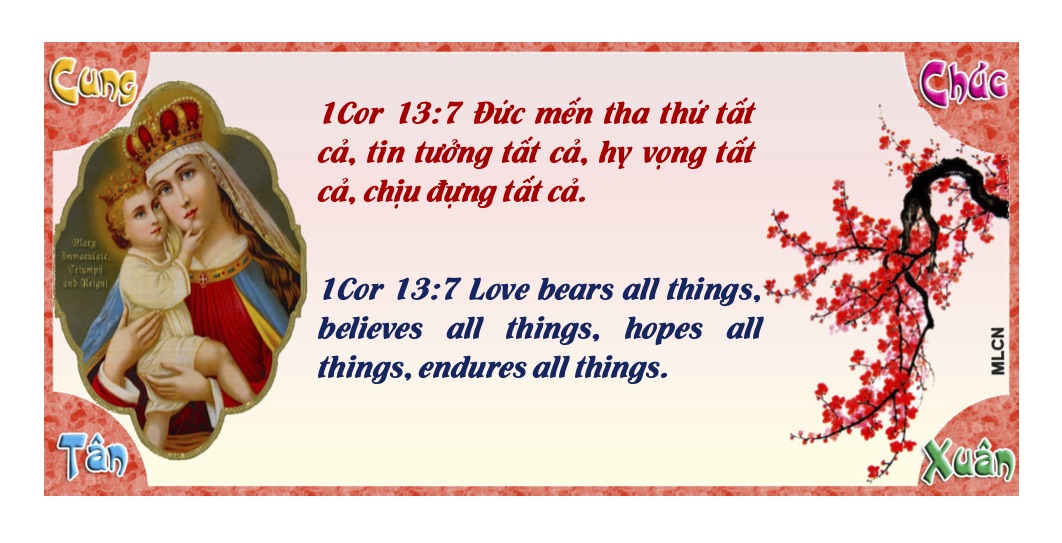 Cung
Chúc
1Cor 13:7 Đức mến tha thứ tất
cả, tin tưởng tất cả, hy vọng tất
cả, chịu đựng tất cả.
Mary
Immaculate,
Triumph
and Reign!
1Cor 13:7 Love bears all things,
believes all things, hopes all
things, endures all things.
MLCN
Tân
Xuân